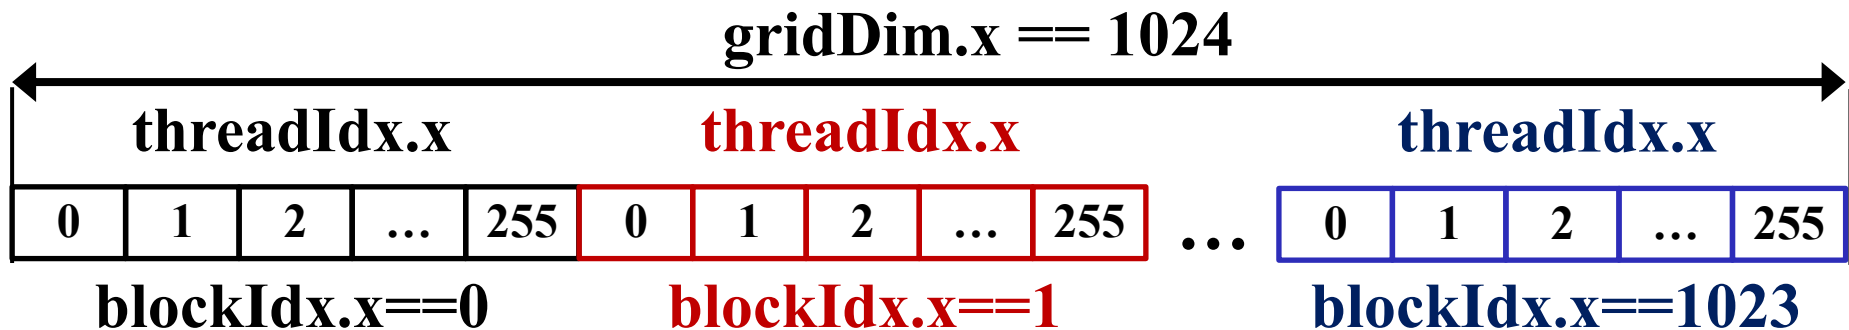 gridDim.x == 1024
threadIdx.x threadIdx.x threadIdx.x
0 1 2 ... 255 0 1 2 ... 255 ... 0 1 2 ... 255
blockIdx.x==0 blockIdx.x==1 blockIdx.x==1023